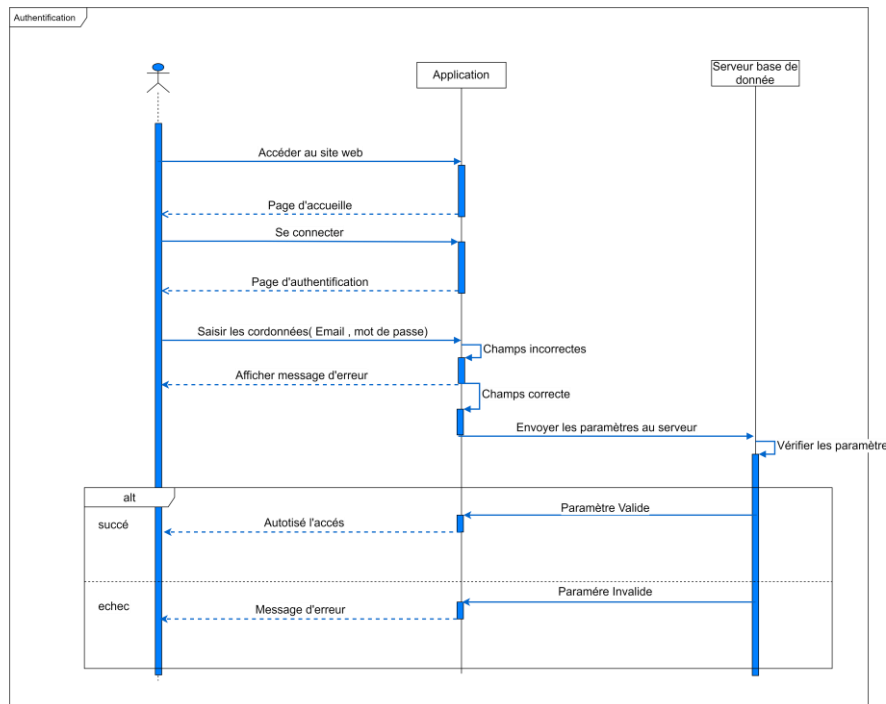 Authentification
Application
Serveur base de
donnée
Accéder au site web
Page d'accueille
Se connecter
Page d'authentification
Saisir les cordonnées( Email , mot de passe)
Champs incorrectes
Afficher message d'erreur
Champs correcte
Envoyer les paramètres au serveur
Vérifier les paramètre
alt
Paramètre Valide
succé
Autotisé l'accés
Paramére Invalide
echec
Message d'erreur